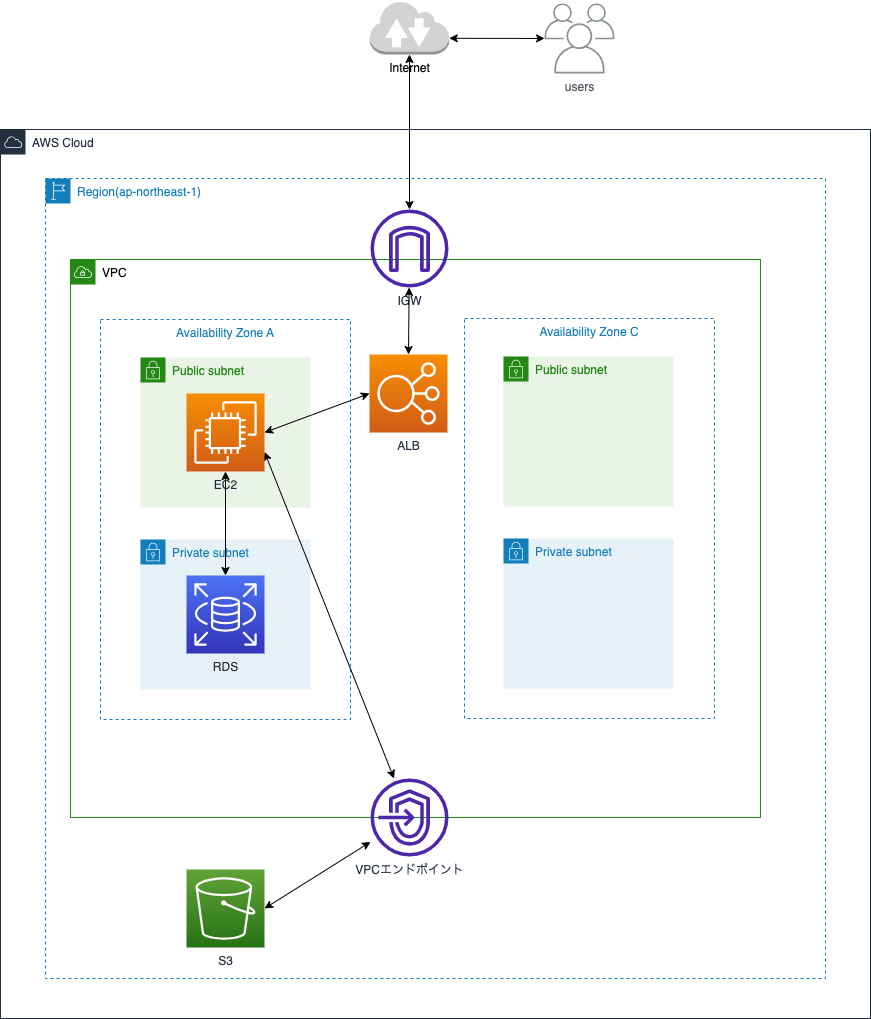 Internet
users
AWS Cloud
Region(ap-northeast-1)
IGW
VPC
Availability Zone A
Availability Zone C
Public subnet
Public subnet
EC2
ALB
Private subnet
Private subnet
RDS
VPCエンドポイント
S3